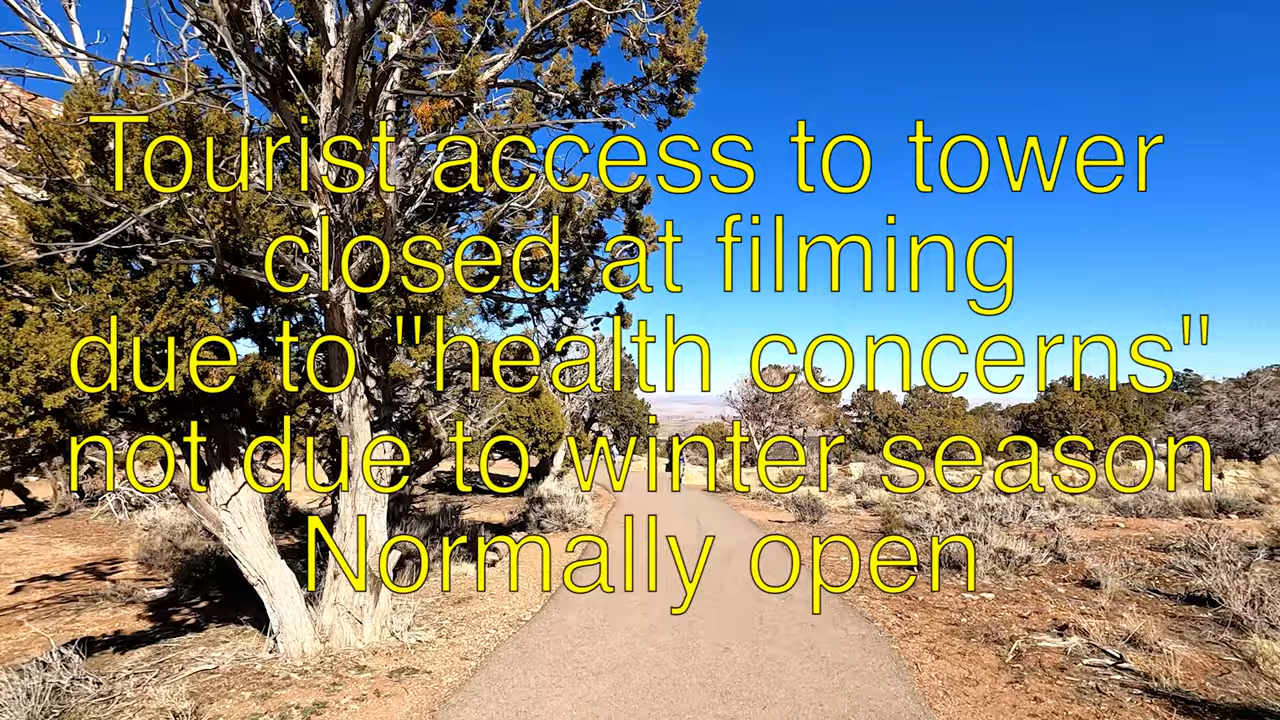 Tourist access to tower
closed at filming
due to "health concerns"
not due to winter season
Normally open